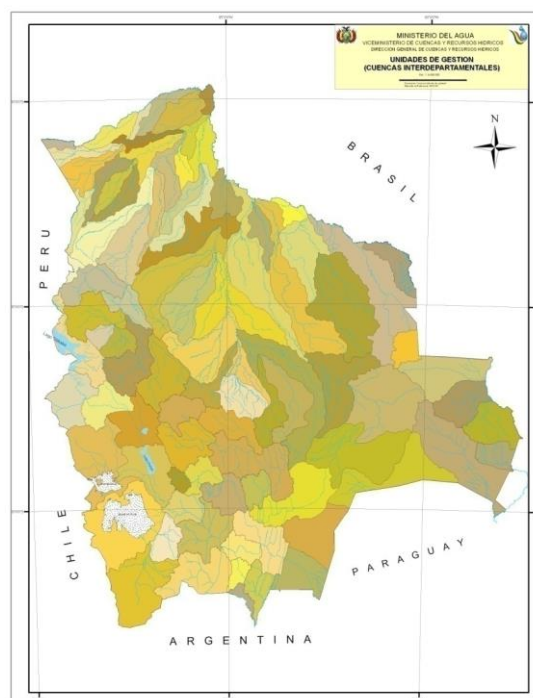 MINISTERIO DEL AGUA
VICEMINISTERIO DE CUENCAS Y RECURSOS HIDRICOS
DIRECCION GENERAL DE CUENCAS Y RECURSOS HIDRICOS
UNIDADES DE GESTION
(CUENCAS INTERDEPARTAMENTALES)
N
BRASIL
PERU
CHILE
PARAGUAY
ARGENTINA